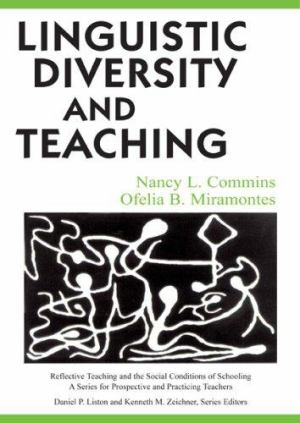 LINGUISTIC
DIVERSITY
AND
TEACHING
Nancy L. Commins
Ofelia B. Miramontes
Reflective Teaching and the Social Conditions of Schooling
A Series for Prospective and Practicing Teachers
Daniel P. Liston and Kenneth M. Zeichner, Series Editors